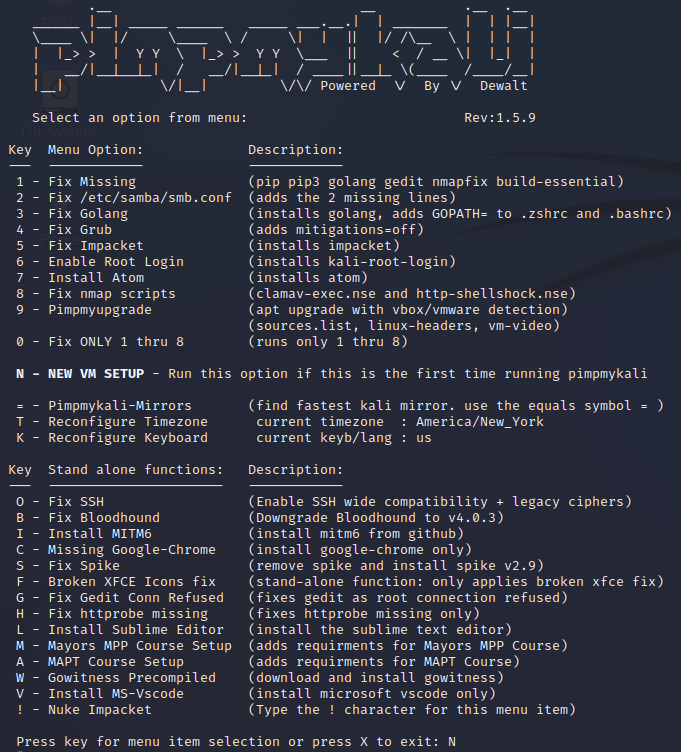 pimpmykali
Powered \/ By \/ Dewalt
Select an option from menu: Rev:1.5.9
Key Menu Option: Description:
1 - Fix Missing (pip pip3 golang gedit nmapfix build-essential)
2 - Fix /etc/samba/smb.conf (adds the 2 missing lines)
3 - Fix Golang (installs golang, adds GOPATH= to .zshrc and .bashrc)
4 - Fix Grub (adds mitigations=off)
5 - Fix Impacket (installs impacket)
6 - Enable Root Login (installs kali-root-login)
7 - Install Atom (installs atom)
8 - Fix nmap scripts (clamav-exec.nse and http-shellshock.nse)
9 - Pimpmyupgrade (apt upgrade with vbox/vmware detection)
(sources.list, linux-headers, vm-video)
0 - Fix ONLY 1 thru 8 (runs only 1 thru 8)
N - NEW VM SETUP - Run this option if this is the first time running pimpmykali
= - Pimpmykali-Mirrors (find fastest kali mirror. use the equals symbol = )
T - Reconfigure Timezone current timezone : America/New_York
K - Reconfigure Keyboard current keyb/lang : us
Key Stand alone functions: Description:
O - Fix SSH (Enable SSH wide compatibility + legacy ciphers)
B - Fix Bloodhound (Downgrade Bloodhound to v4.0.3)
I - Install MITM6 (install mitm6 from github)
C - Missing Google-Chrome (install google-chrome only)
S - Fix Spike (remove spike and install spike v2.9)
F - Broken XFCE Icons fix (stand-alone function: only applies broken xfce fix)
G - Fix Gedit Conn Refused (fixes gedit as root connection refused)
H - Fix httprobe missing (fixes httprobe missing only)
L - Install Sublime Editor (install the sublime text editor)
M - Mayors MPP Course Setup (adds requirments for Mayors MPP Course)
A - MAPT Course Setup (adds requirments for MAPT Course)
W - Gowitness Precompiled (download and install gowitness)
V - Install MS-Vscode (install microsoft vscode only)
! - Nuke Impacket (Type the ! character for this menu item)
Press key for menu item selection or press X to exit: N